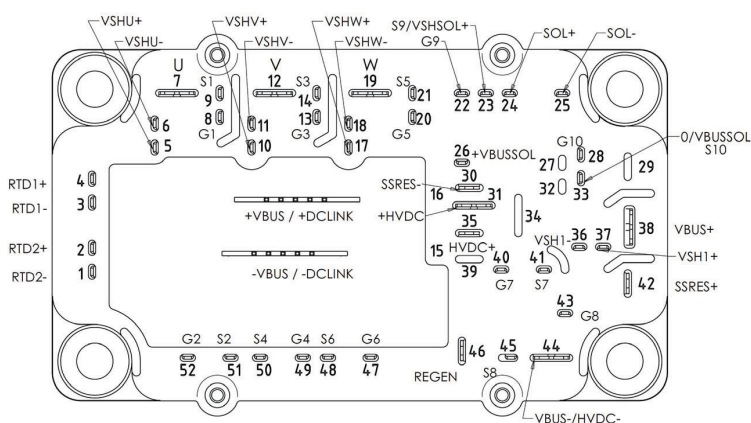 VSHU+
VSHV+
VSHW+
S9/VSHSOL+
SOL+
SOL-
VSHU-
VSHV-
VSHW-
G9
U
V
W
7
S1
12
S3
19
S5
9
14
21
22
23
24
25
8
13
20
6
11
18
G1
G3
G5
5
10
17
G10
0/VBUSSOL
S10
26
+VBUSSOL
27
28
29
RTD1+
4
SSRES-
16
30
32
33
RTD1-
3
+HVDC
31
34
+VBUS / +DCLINK
35
38
VBUS+
RTD2+
2
15
HVDC+
VSH1-
36
37
VSH1+
RTD2-
1
-VBUS / -DCLINK
39
40
41
42
SSRES+
G7
S7
43
G8
G2
S2
S4
G4
S6
G6
52
51
50
49
48
47
46
45
44
REGEN
S8
VBUS-/HVDC-